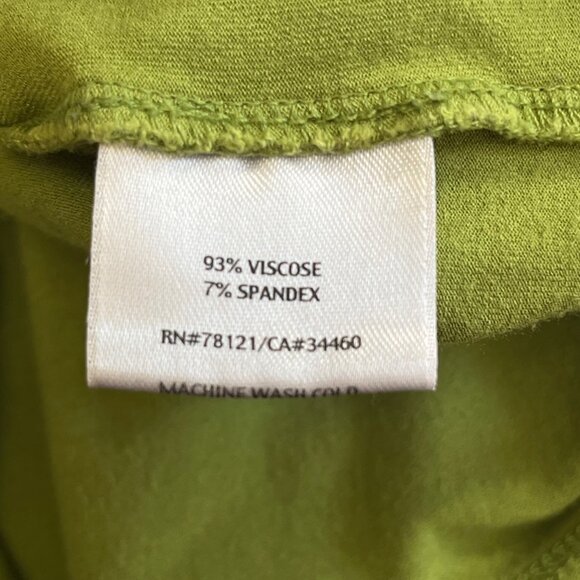 93% VISCOSE
7% SPANDEX
RN#78121/CA#34460
MACHINE WASH COLD